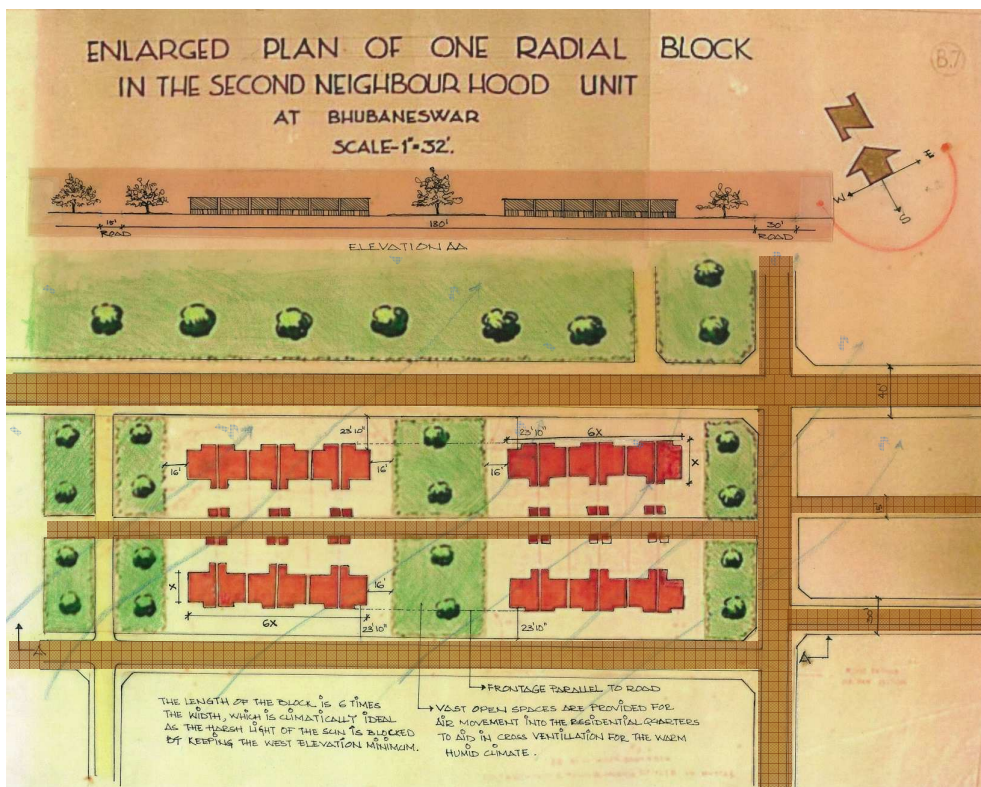 ENLARGED PLAN OF ONE RADIAL BLOCK
IN THE SECOND NEIGHBOUR HOOD UNIT
AT BHUBANESWAR
SCALE-1"=32'.
B.7
N
W
S
15'
ROAD
180'
30'
ROAD
ELEVATION AA
40'
23'10"
23'10"
6X
16'
16'
16'
X
15'
X
16'
6X
23'10"
23'10"
30'
A
A
FRONTAGE PARALLEL TO ROAD
THE LENGTH OF THE BLOCK IS 6 TIMES
THE WIDTH, WHICH IS CLIMATICALLY IDEAL
AS THE HARSH LIGHT OF THE SUN IS BLOCKED
BY KEEPING THE WEST ELEVATION MINIMUM.
VAST OPEN SPACES ARE PROVIDED FOR
AIR MOVEMENT INTO THE RESIDENTIAL QUARTERS
TO AID IN CROSS VENTILLATION FOR THE WARM
HUMID CLIMATE.